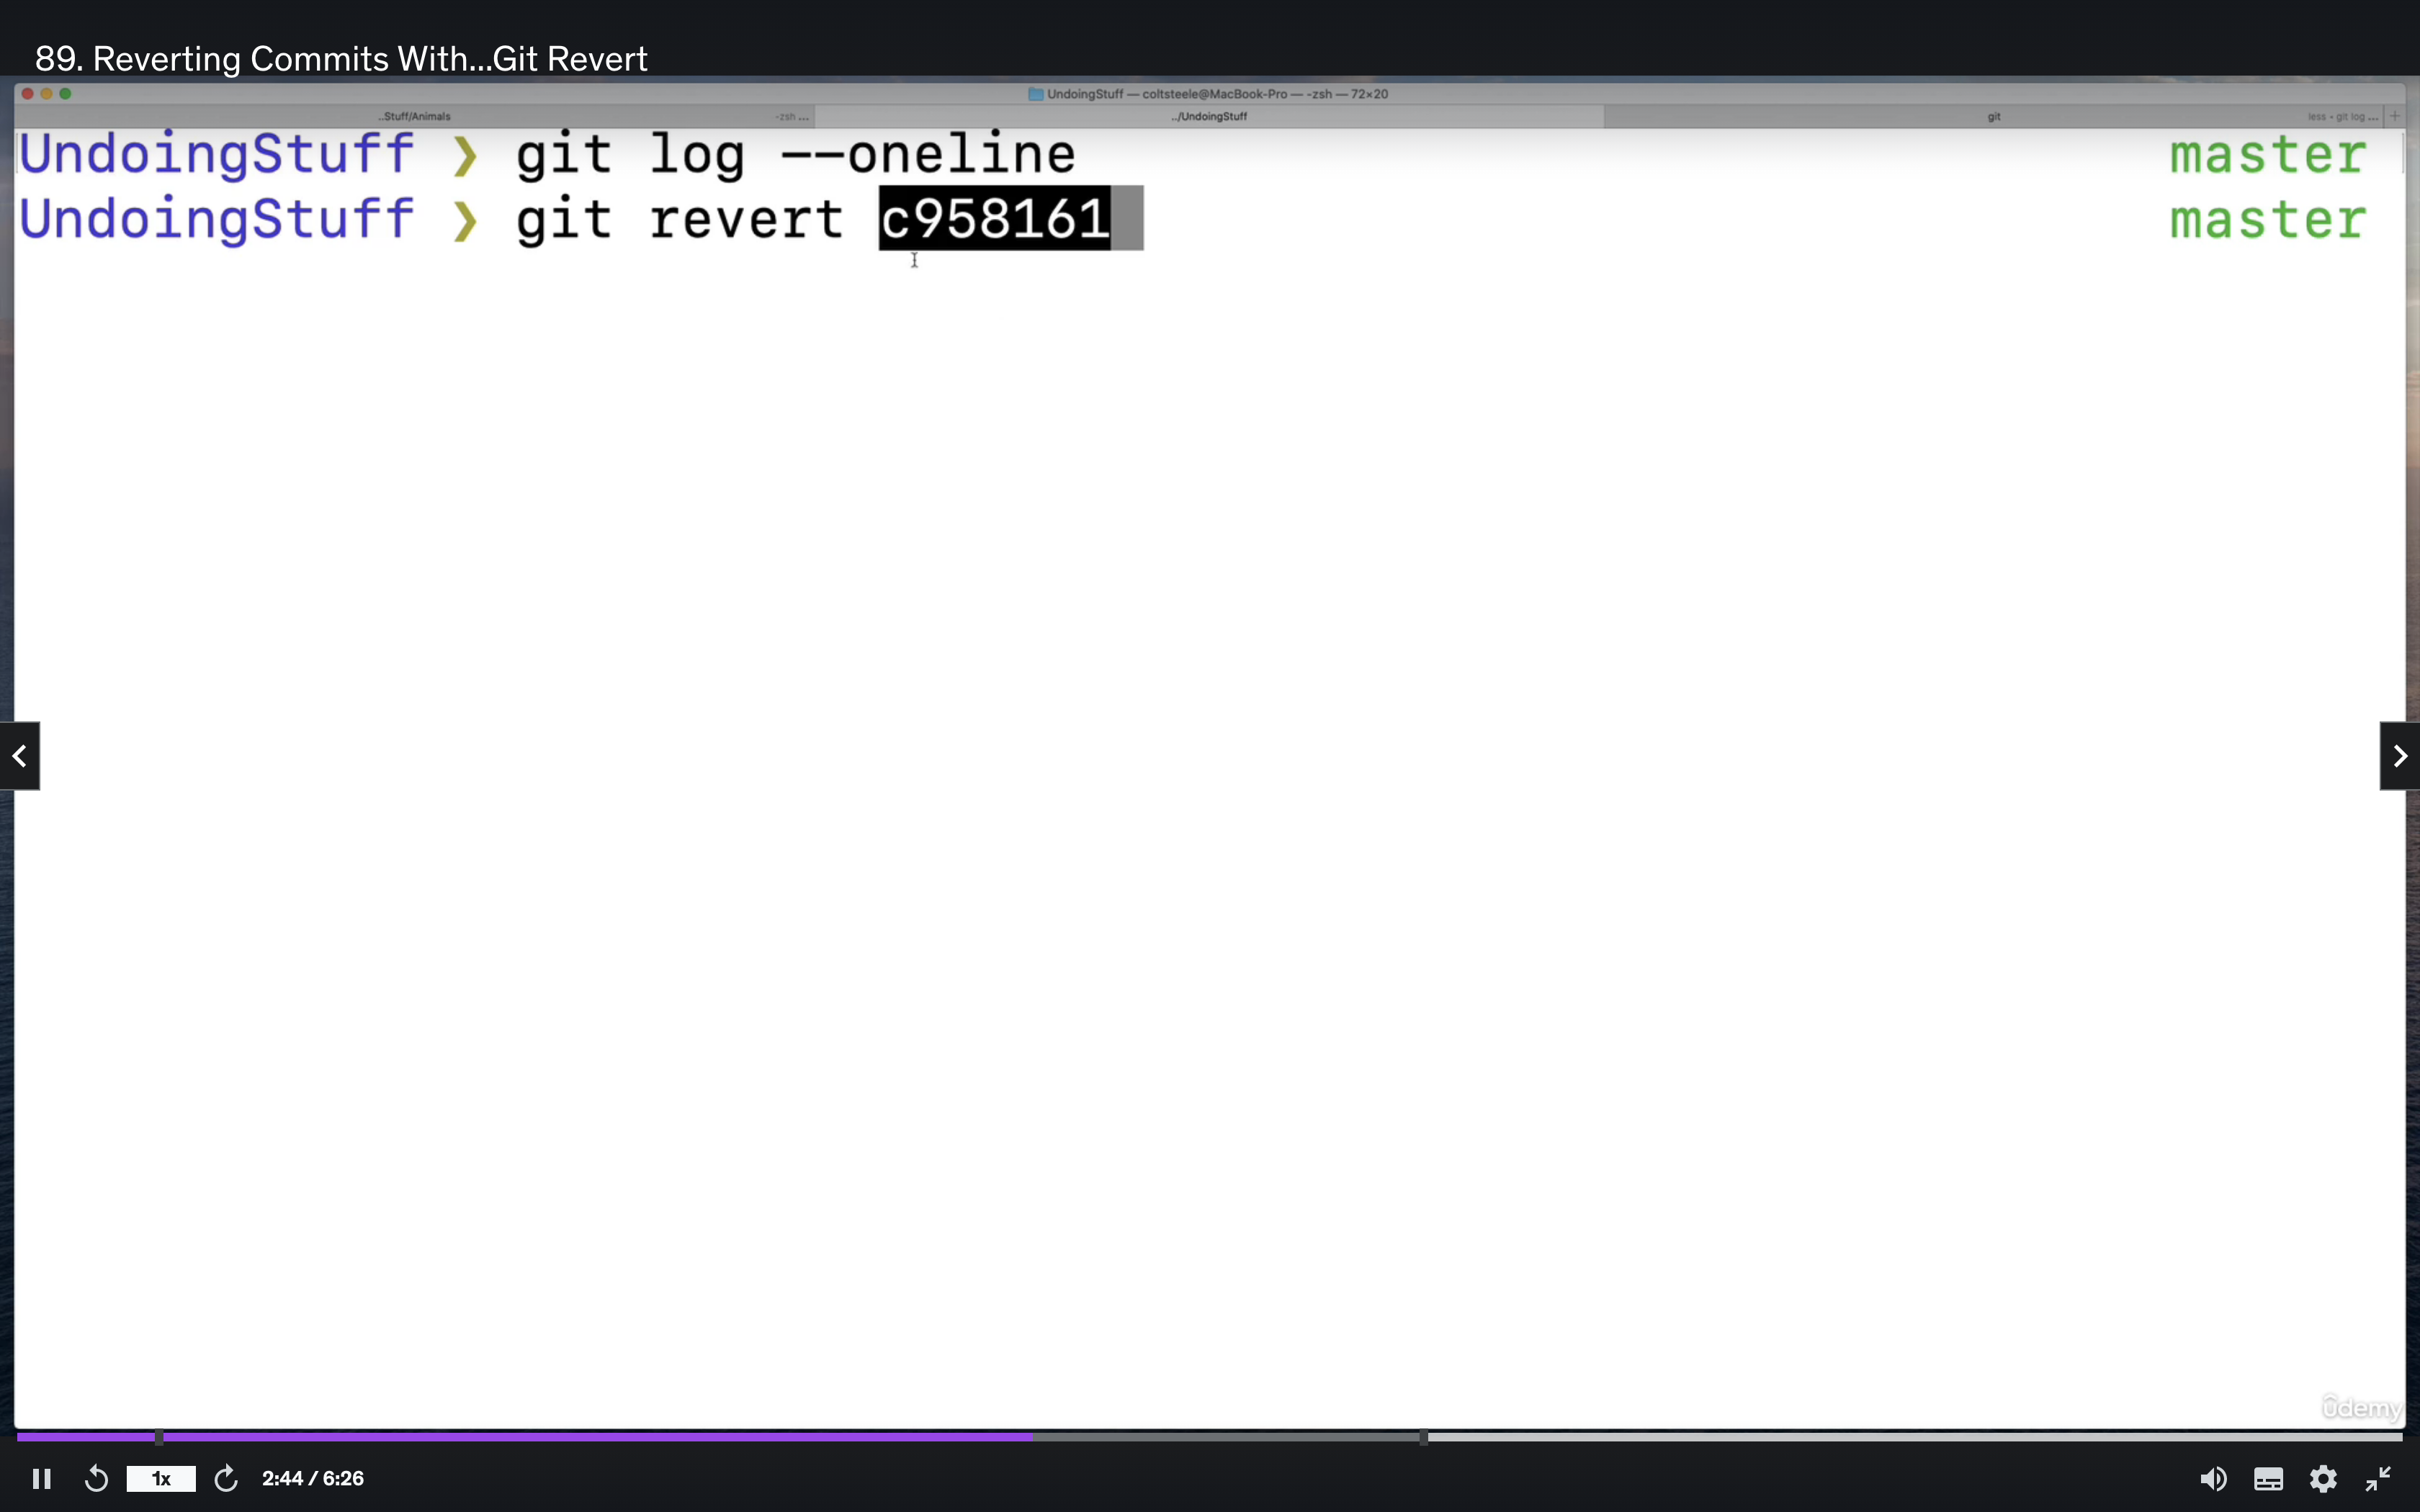 89. Reverting Commits With...Git Revert
UndoingStuff — coltsteele@MacBook-Pro — -zsh — 72×20
..Stuff/Animals
-zsh ...
../UndoingStuff
git
less ◂ git log ...
+
UndoingStuff ❯ git log --oneline master
UndoingStuff ❯ git revert c958161 master
ûdemy
1x
2:44 / 6:26